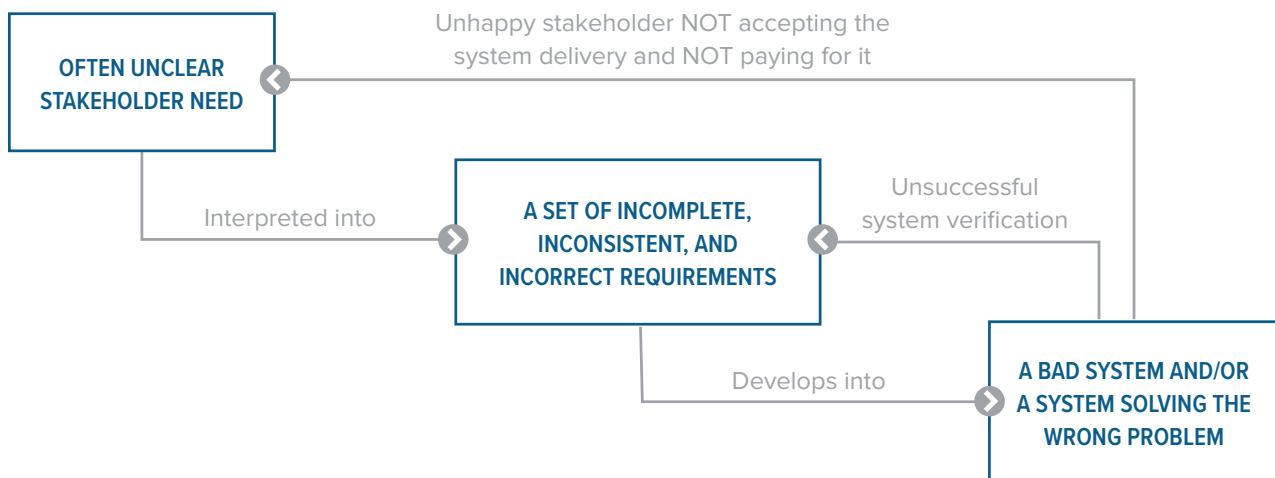 Unhappy stakeholder NOT accepting the
system delivery and NOT paying for it
OFTEN UNCLEAR
STAKEHOLDER NEED
Interpreted into
A SET OF INCOMPLETE,
INCONSISTENT, AND
INCORRECT REQUIREMENTS
Unsuccessful
system verification
Develops into
A BAD SYSTEM AND/OR
A SYSTEM SOLVING THE
WRONG PROBLEM